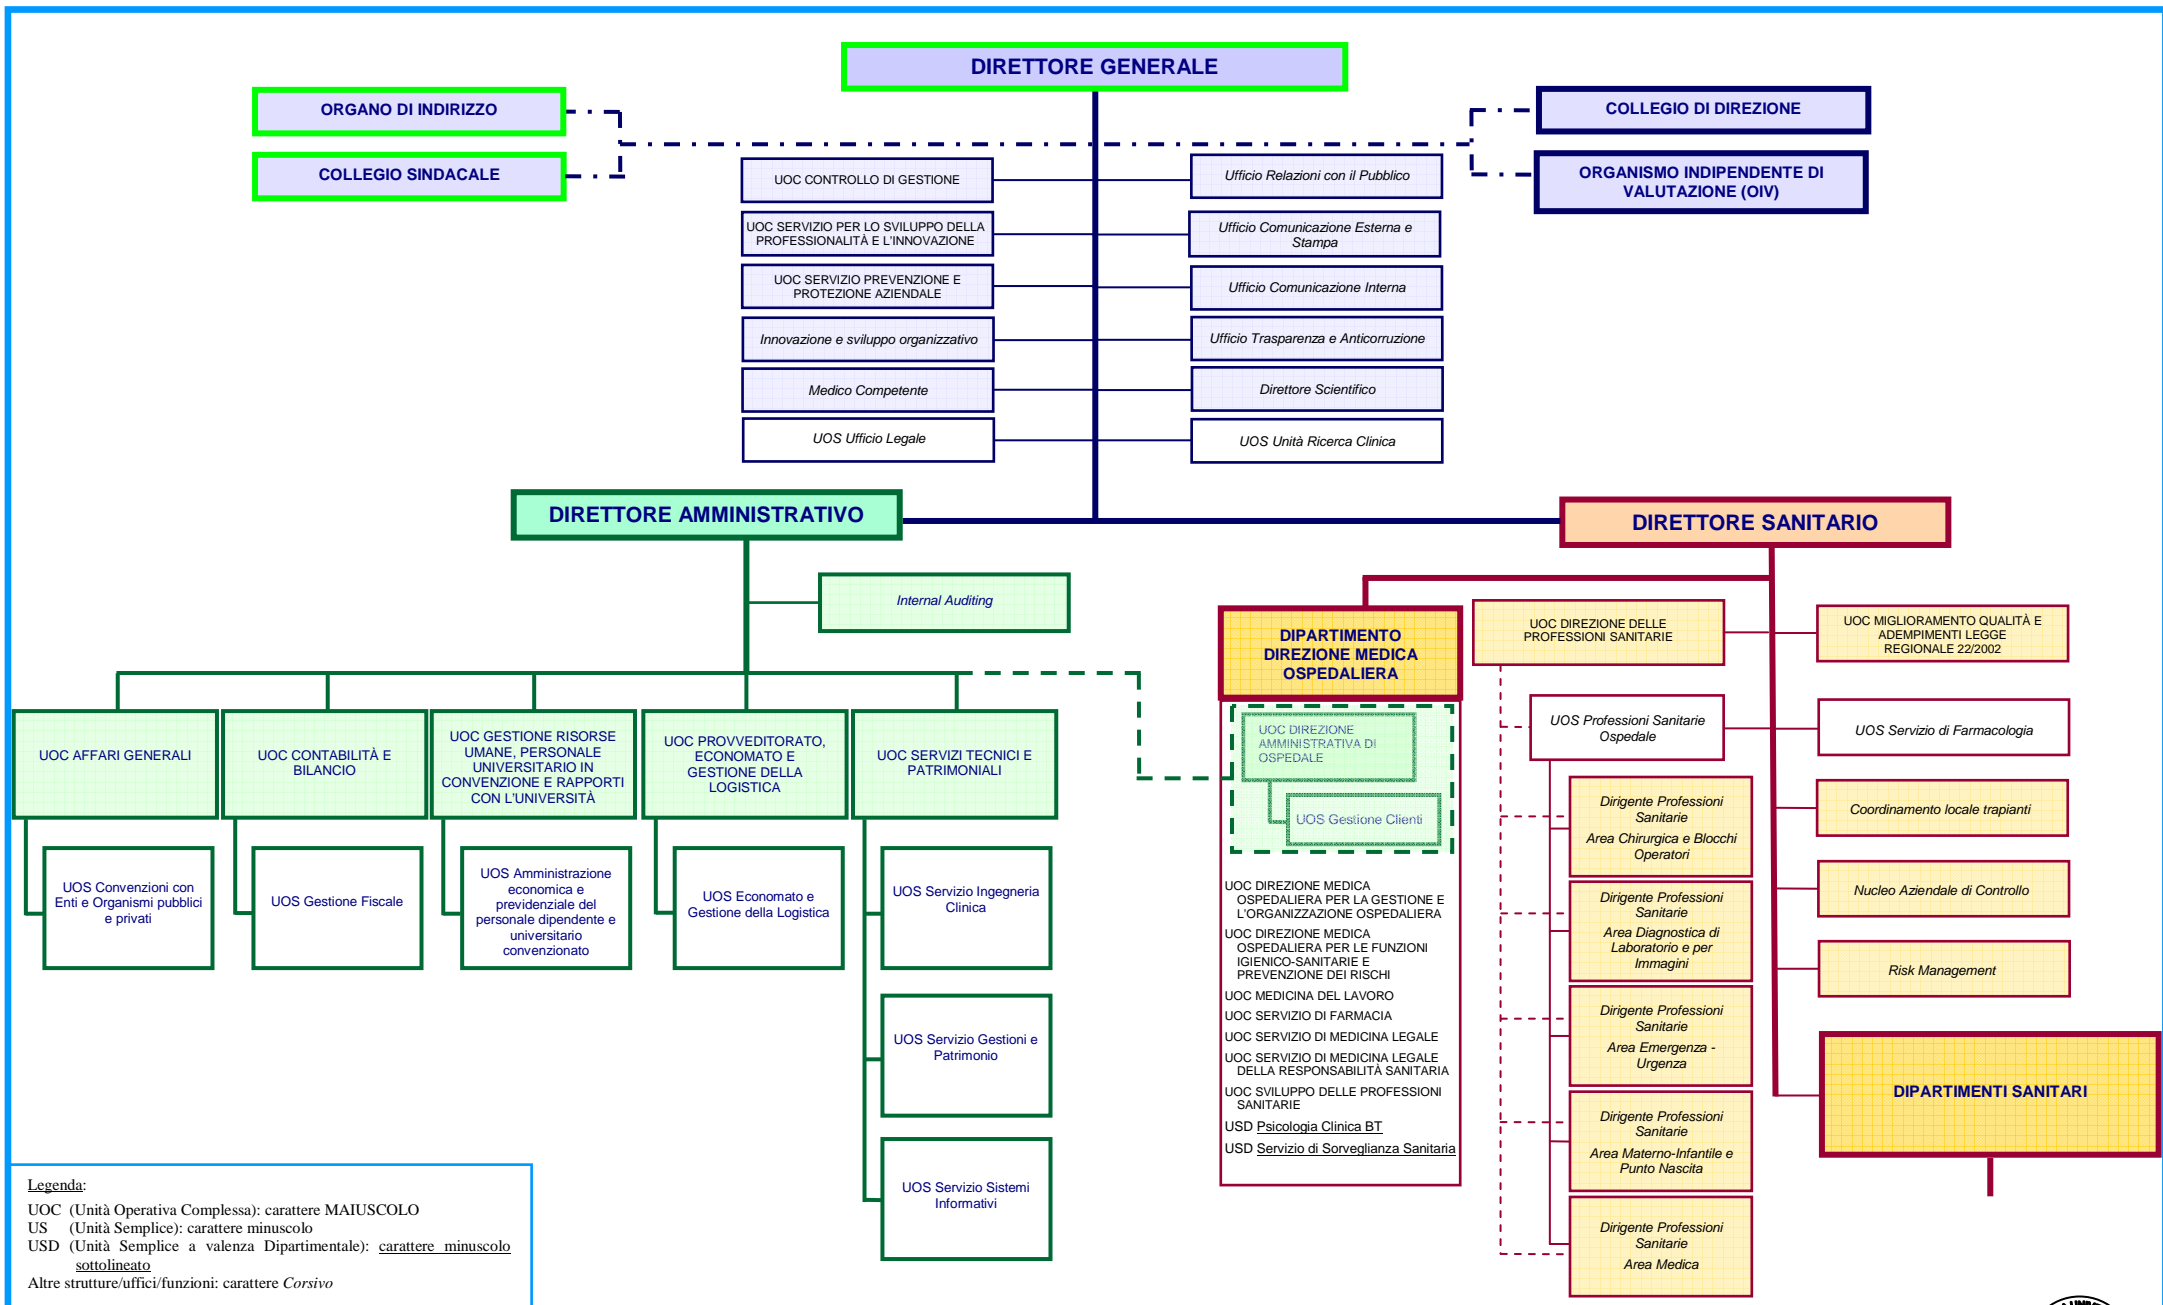 DIRETTORE GENERALE
ORGANO DI INDIRIZZO
COLLEGIO SINDACALE
COLLEGIO DI DIREZIONE
ORGANISMO INDIPENDENTE DI
VALUTAZIONE (OIV)
UOC CONTROLLO DI GESTIONE
Ufficio Relazioni con il Pubblico
UOC SERVIZIO PER LO SVILUPPO DELLA
PROFESSIONALITÀ E L'INNOVAZIONE
Ufficio Comunicazione Esterna e
Stampa
UOC SERVIZIO PREVENZIONE E
PROTEZIONE AZIENDALE
Ufficio Comunicazione Interna
Innovazione e sviluppo organizzativo
Ufficio Trasparenza e Anticorruzione
Medico Competente
Direttore Scientifico
UOS Ufficio Legale
UOS Unità Ricerca Clinica
DIRETTORE AMMINISTRATIVO
DIRETTORE SANITARIO
Internal Auditing
UOC AFFARI GENERALI
UOC CONTABILITÀ E
BILANCIO
UOC GESTIONE RISORSE
UMANE, PERSONALE
UNIVERSITARIO IN
CONVENZIONE E RAPPORTI
CON L'UNIVERSITÀ
UOC PROVVEDITORATO,
ECONOMATO E
GESTIONE DELLA
LOGISTICA
UOC SERVIZI TECNICI E
PATRIMONIALI
UOS Convenzioni con
Enti e Organismi pubblici
e privati
UOS Gestione Fiscale
UOS Amministrazione
economica e
previdenziale del
personale dipendente e
universitario
convenzionato
UOS Economato e
Gestione della Logistica
UOS Servizio Ingegneria
Clinica
UOS Servizio Gestioni e
Patrimonio
UOS Servizio Sistemi
Informativi
DIPARTIMENTO
DIREZIONE MEDICA
OSPEDALIERA
UOC DIREZIONE
AMMINISTRATIVA DI
OSPEDALE
UOS Gestione Clienti
UOC DIREZIONE MEDICA
OSPEDALIERA PER LA GESTIONE E
L'ORGANIZZAZIONE OSPEDALIERA
UOC DIREZIONE MEDICA
OSPEDALIERA PER LE FUNZIONI
IGIENICO-SANITARIE E
PREVENZIONE DEI RISCHI
UOC MEDICINA DEL LAVORO
UOC SERVIZIO DI FARMACIA
UOC SERVIZIO DI MEDICINA LEGALE
UOC SERVIZIO DI MEDICINA LEGALE
DELLA RESPONSABILITÀ SANITARIA
UOC SVILUPPO DELLE PROFESSIONI
SANITARIE
USD Psicologia Clinica BT
USD Servizio di Sorveglianza Sanitaria
UOC DIREZIONE DELLE
PROFESSIONI SANITARIE
UOS Professioni Sanitarie
Ospedale
Dirigente Professioni
Sanitarie
Area Chirurgica e Blocchi
Operatori
Dirigente Professioni
Sanitarie
Area Diagnostica di
Laboratorio e per
Immagini
Dirigente Professioni
Sanitarie
Area Emergenza -
Urgenza
Dirigente Professioni
Sanitarie
Area Materno-Infantile e
Punto Nascita
Dirigente Professioni
Sanitarie
Area Medica
UOC MIGLIORAMENTO QUALITÀ E
ADEMPIMENTI LEGGE
REGIONALE 22/2002
UOS Servizio di Farmacologia
Coordinamento locale trapianti
Nucleo Aziendale di Controllo
Risk Management
DIPARTIMENTI SANITARI
Legenda:
UOC (Unità Operativa Complessa): carattere MAIUSCOLO
US (Unità Semplice): carattere minuscolo
USD (Unità Semplice a valenza Dipartimentale): carattere minuscolo
sottolineato
Altre strutture/uffici/funzioni: carattere Corsivo